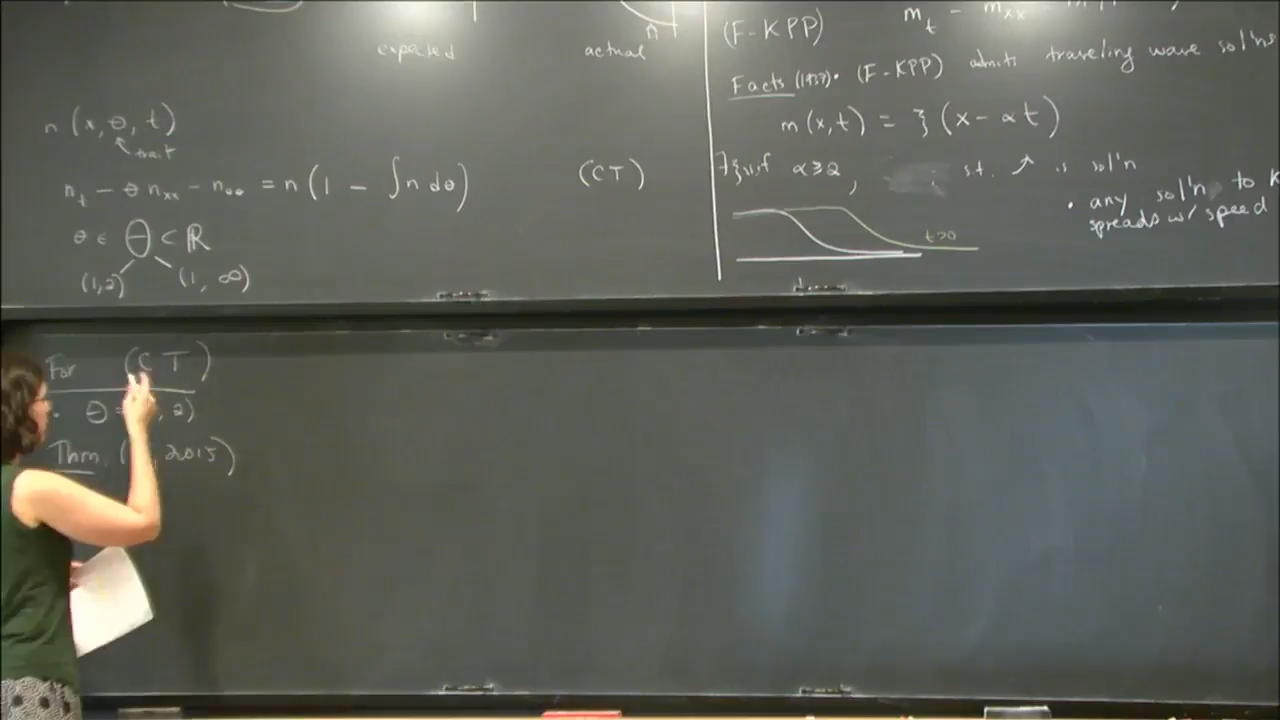 expected
actual
n (x, θ, t)
trait
n_t − θ n_xx − n_θθ = n(1 − ∫n dθ)
(CT)
θ ∈ Θ ⊂ ℝ
(1,2) (1, ∞)
(F-KPP)
m_t − m_xx
Facts (1937)• (F-KPP) admits traveling wave sol'ns
m(x,t) = ξ(x − αt)
α≥2, s.t. ↗ is sol'n
t>0
• any sol'n to K
spreads w/ speed
For (CT)
• Θ = , 2)
Thm. ( , 2015)